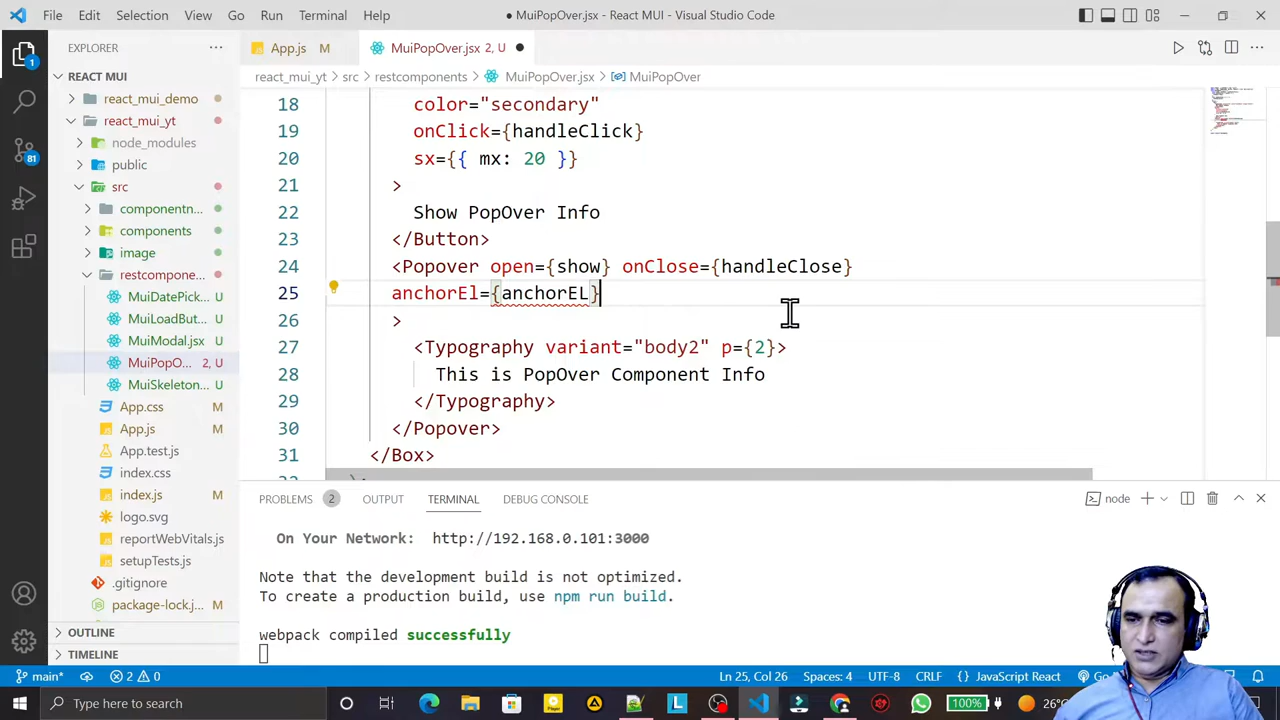 File Edit Selection View Go Run Terminal Help
● MuiPopOver.jsx - React MUI - Visual Studio Code
EXPLORER ···
App.js M
MuiPopOver.jsx 2, U ●
react_mui_yt > src > restcomponents > MuiPopOver.jsx > MuiPopOver
REACT MUI
react_mui_demo
react_mui_yt
node_modules
public
src
componentn...
components
image
restcompone...
MuiDatePick...
MuiLoadBut...
MuiModal.jsx U
MuiPopO... 2, U
MuiSkeleton... U
App.css M
App.js M
App.test.js
index.css M
index.js M
logo.svg
reportWebVitals.js
setupTests.js
.gitignore
package-lock.j... M
OUTLINE
TIMELINE
1
81
18 color="secondary"
19 onClick={handleClick}
20 sx={{ mx: 20 }}
21 >
22 Show PopOver Info
23 </Button>
24 <Popover open={show} onClose={handleClose}
25 anchorEl={anchorEL}
26 >
27 <Typography variant="body2" p={2}>
28 This is PopOver Component Info
29 </Typography>
30 </Popover>
31 </Box>
PROBLEMS 2 OUTPUT TERMINAL DEBUG CONSOLE
node
On Your Network: http://192.168.0.101:3000
Note that the development build is not optimized.
To create a production build, use npm run build.
webpack compiled successfully
main* 2 0 Ln 25, Col 26 Spaces: 4 UTF-8 CRLF {} JavaScript React Go
Type here to search
100% 26°